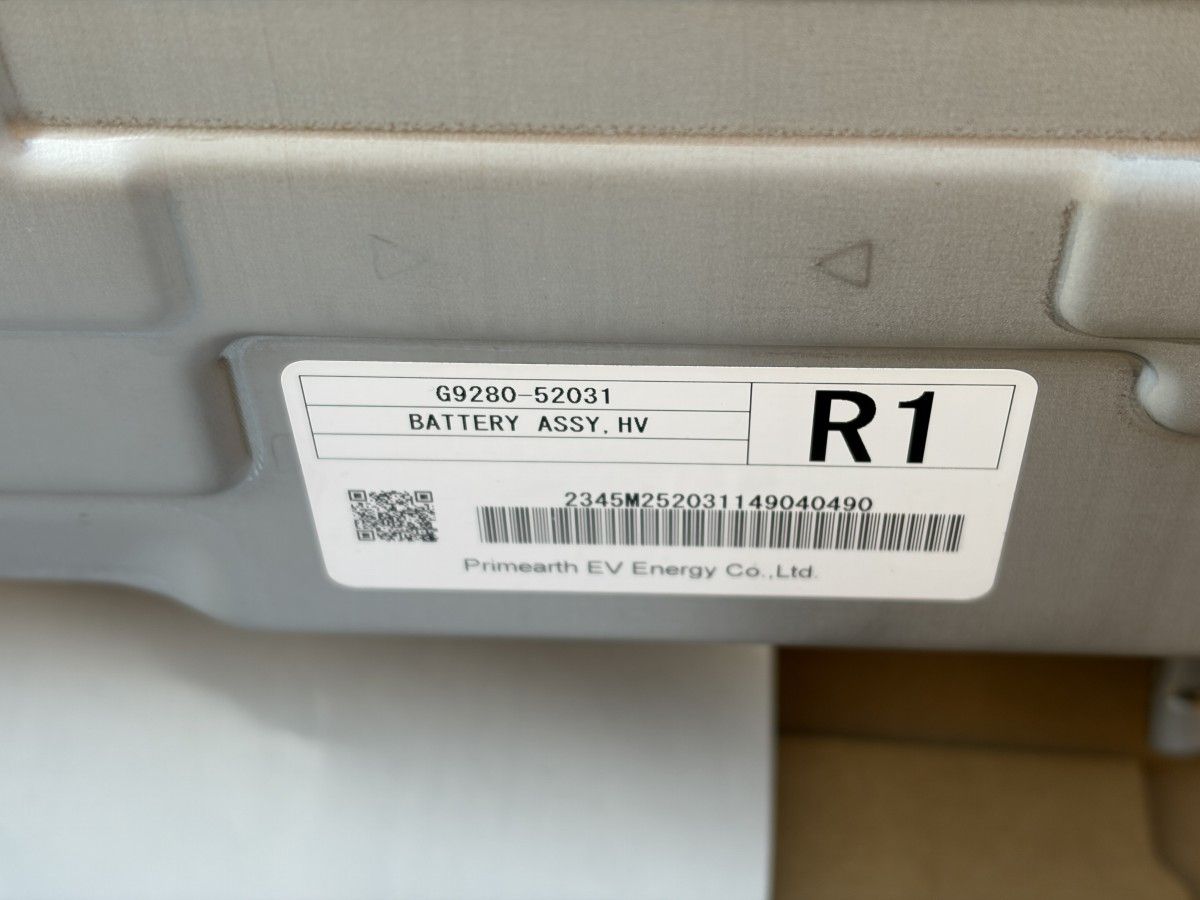 G9280-52031
BATTERY ASSY, HV
R1
2345M252031149040490
Primearth EV Energy Co.,Ltd.